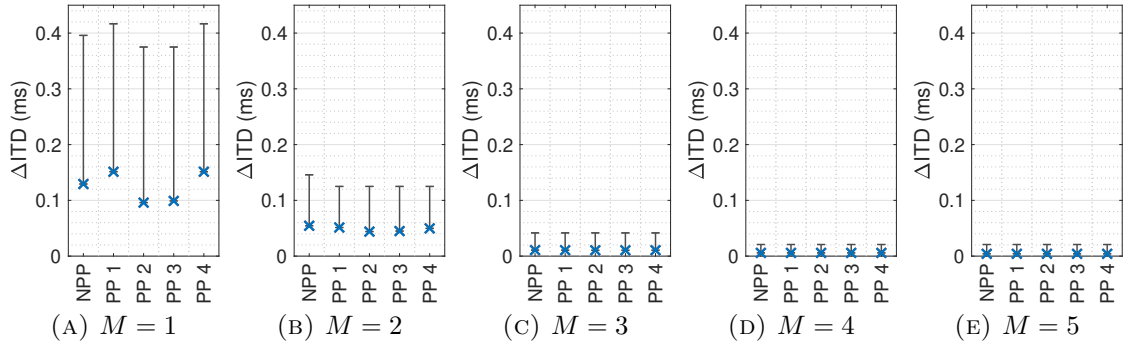 ΔITD (ms)
0.4
0.3
0.2
0.1
0
NPP
PP 1
PP 2
PP 3
PP 4
(A) M = 1
ΔITD (ms)
0.4
0.3
0.2
0.1
0
NPP
PP 1
PP 2
PP 3
PP 4
(B) M = 2
ΔITD (ms)
0.4
0.3
0.2
0.1
0
NPP
PP 1
PP 2
PP 3
PP 4
(C) M = 3
ΔITD (ms)
0.4
0.3
0.2
0.1
0
NPP
PP 1
PP 2
PP 3
PP 4
(D) M = 4
ΔITD (ms)
0.4
0.3
0.2
0.1
0
NPP
PP 1
PP 2
PP 3
PP 4
(E) M = 5